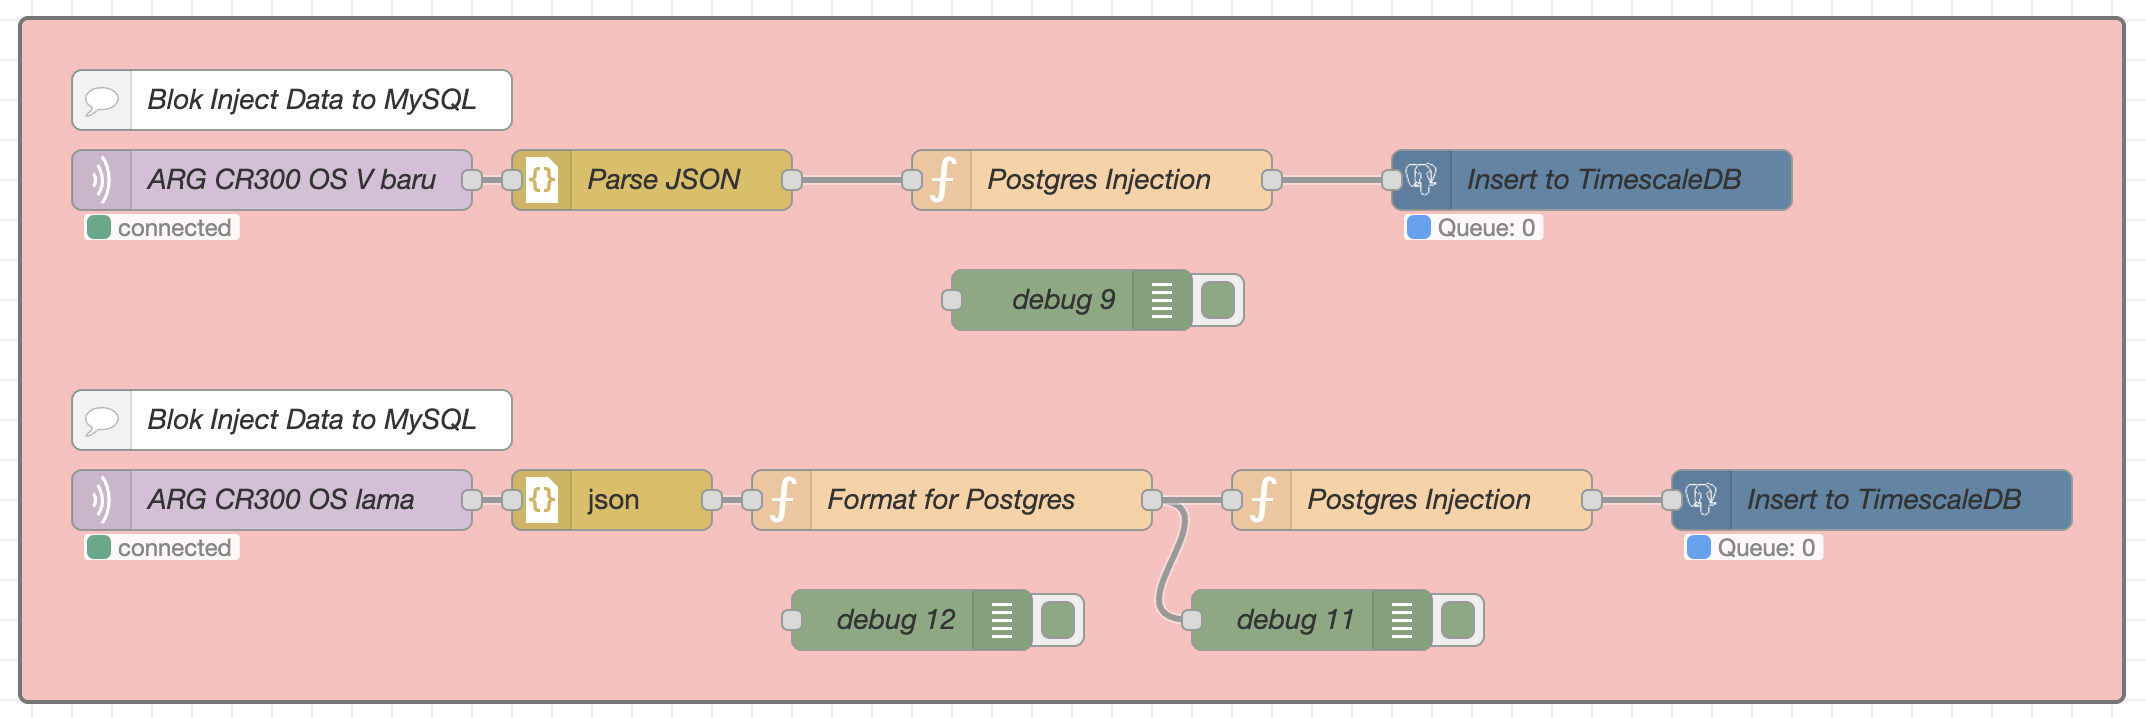 Blok Inject Data to MySQL
ARG CR300 OS V baru
{} Parse JSON
Postgres Injection
Insert to TimescaleDB
connected
Queue: 0
debug 9
Blok Inject Data to MySQL
ARG CR300 OS lama
{} json
Format for Postgres
Postgres Injection
Insert to TimescaleDB
connected
Queue: 0
debug 12
debug 11